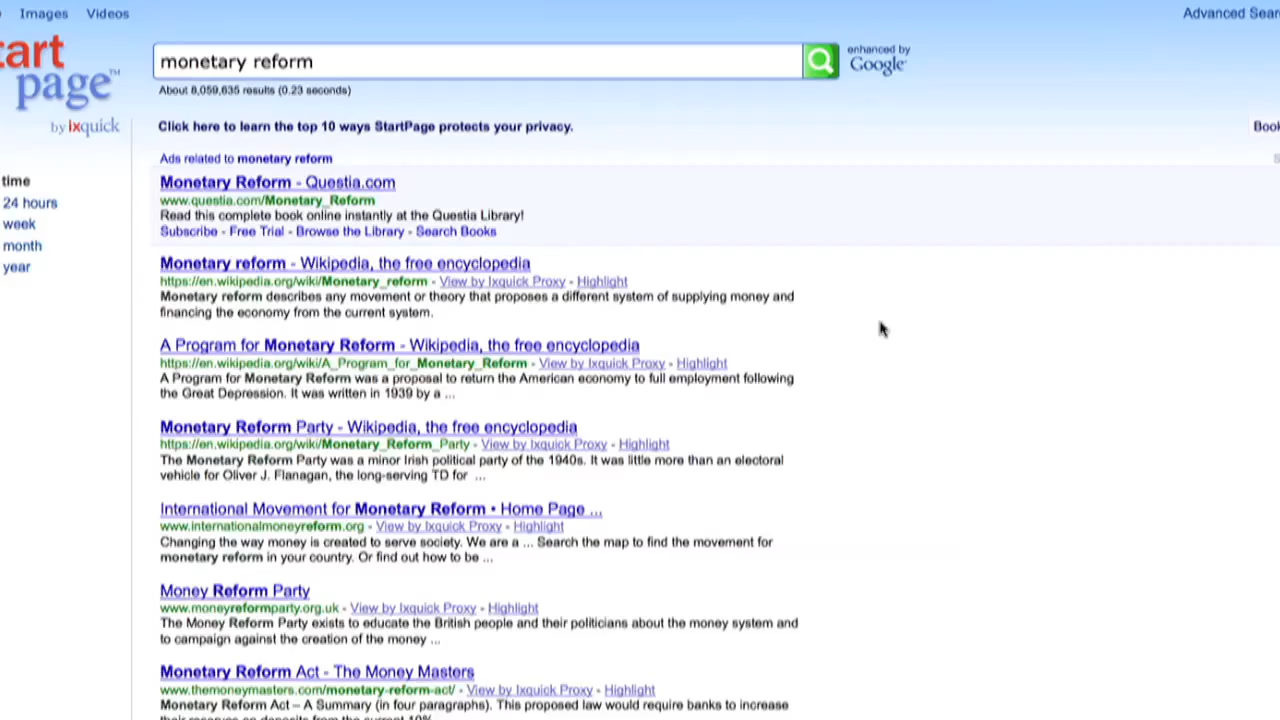 Images Videos
Advanced Sear
tart
page™
by ixquick
monetary reform
enhanced by
Google
About 8,059,635 results (0.23 seconds)
Click here to learn the top 10 ways StartPage protects your privacy.
Book
Ads related to monetary reform
Monetary Reform - Questia.com
www.questia.com/Monetary_Reform
Read this complete book online instantly at the Questia Library!
Subscribe - Free Trial - Browse the Library - Search Books
time
24 hours
week
month
year
Monetary reform - Wikipedia, the free encyclopedia
https://en.wikipedia.org/wiki/Monetary_reform - View by Ixquick Proxy - Highlight
Monetary reform describes any movement or theory that proposes a different system of supplying money and
financing the economy from the current system.
A Program for Monetary Reform - Wikipedia, the free encyclopedia
https://en.wikipedia.org/wiki/A_Program_for_Monetary_Reform - View by Ixquick Proxy - Highlight
A Program for Monetary Reform was a proposal to return the American economy to full employment following
the Great Depression. It was written in 1939 by a ...
Monetary Reform Party - Wikipedia, the free encyclopedia
https://en.wikipedia.org/wiki/Monetary_Reform_Party - View by Ixquick Proxy - Highlight
The Monetary Reform Party was a minor Irish political party of the 1940s. It was little more than an electoral
vehicle for Oliver J. Flanagan, the long-serving TD for ...
International Movement for Monetary Reform • Home Page ...
www.internationalmoneyreform.org - View by Ixquick Proxy - Highlight
Changing the way money is created to serve society. We are a ... Search the map to find the movement for
monetary reform in your country. Or find out how to be ...
Money Reform Party
www.moneyreformparty.org.uk - View by Ixquick Proxy - Highlight
The Money Reform Party exists to educate the British people and their politicians about the money system and
to campaign against the creation of the money ...
Monetary Reform Act - The Money Masters
www.themoneymasters.com/monetary-reform-act/ - View by Ixquick Proxy - Highlight
Monetary Reform Act – A Summary (in four paragraphs). This proposed law would require banks to increase
their reserves on deposits from the current 10%